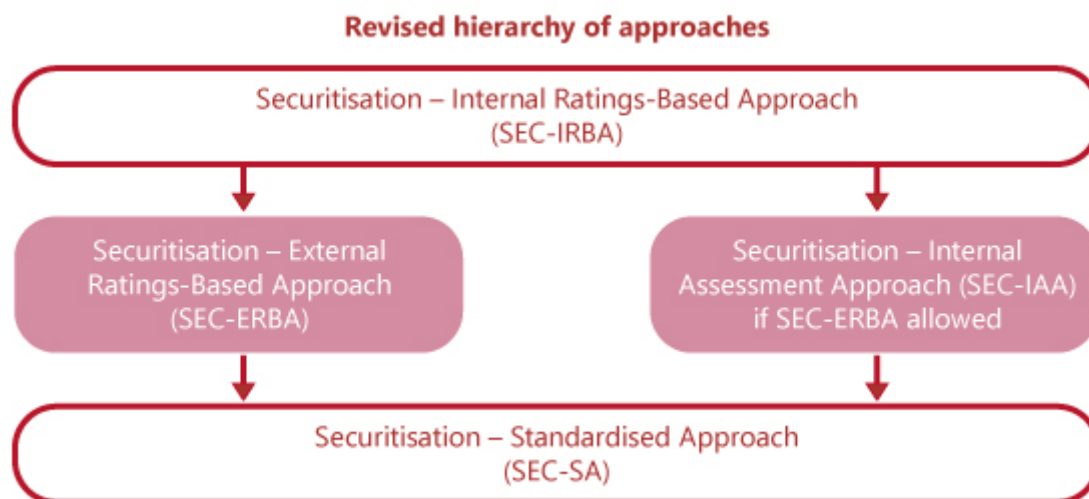 Revised hierarchy of approaches
Securitisation – Internal Ratings-Based Approach
(SEC-IRBA)
Securitisation – External
Ratings-Based Approach
(SEC-ERBA)
Securitisation – Internal
Assessment Approach (SEC-IAA)
if SEC-ERBA allowed
Securitisation – Standardised Approach
(SEC-SA)